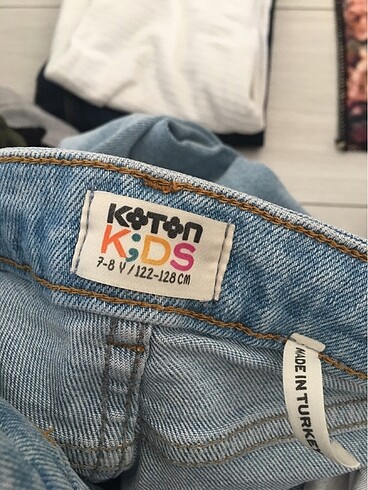 KOTON
KiDS
7-8 Y / 122-128 CM
MADE IN TURKEY